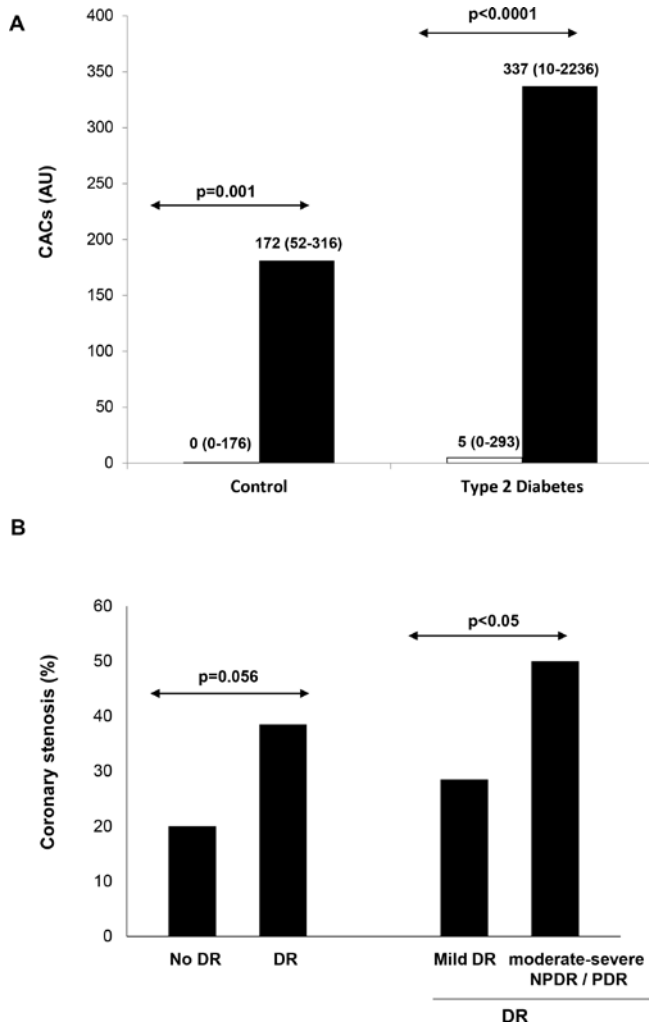 A
400
350
300
250
200
150
100
50
0
CACs (AU)
p=0.001
172 (52-316)
0 (0-176)
p<0.0001
337 (10-2236)
5 (0-293)
Control
Type 2 Diabetes
B
60
50
40
30
20
10
0
Coronary stenosis (%)
p=0.056
p<0.05
No DR
DR
Mild DR
moderate-severe
NPDR / PDR
DR